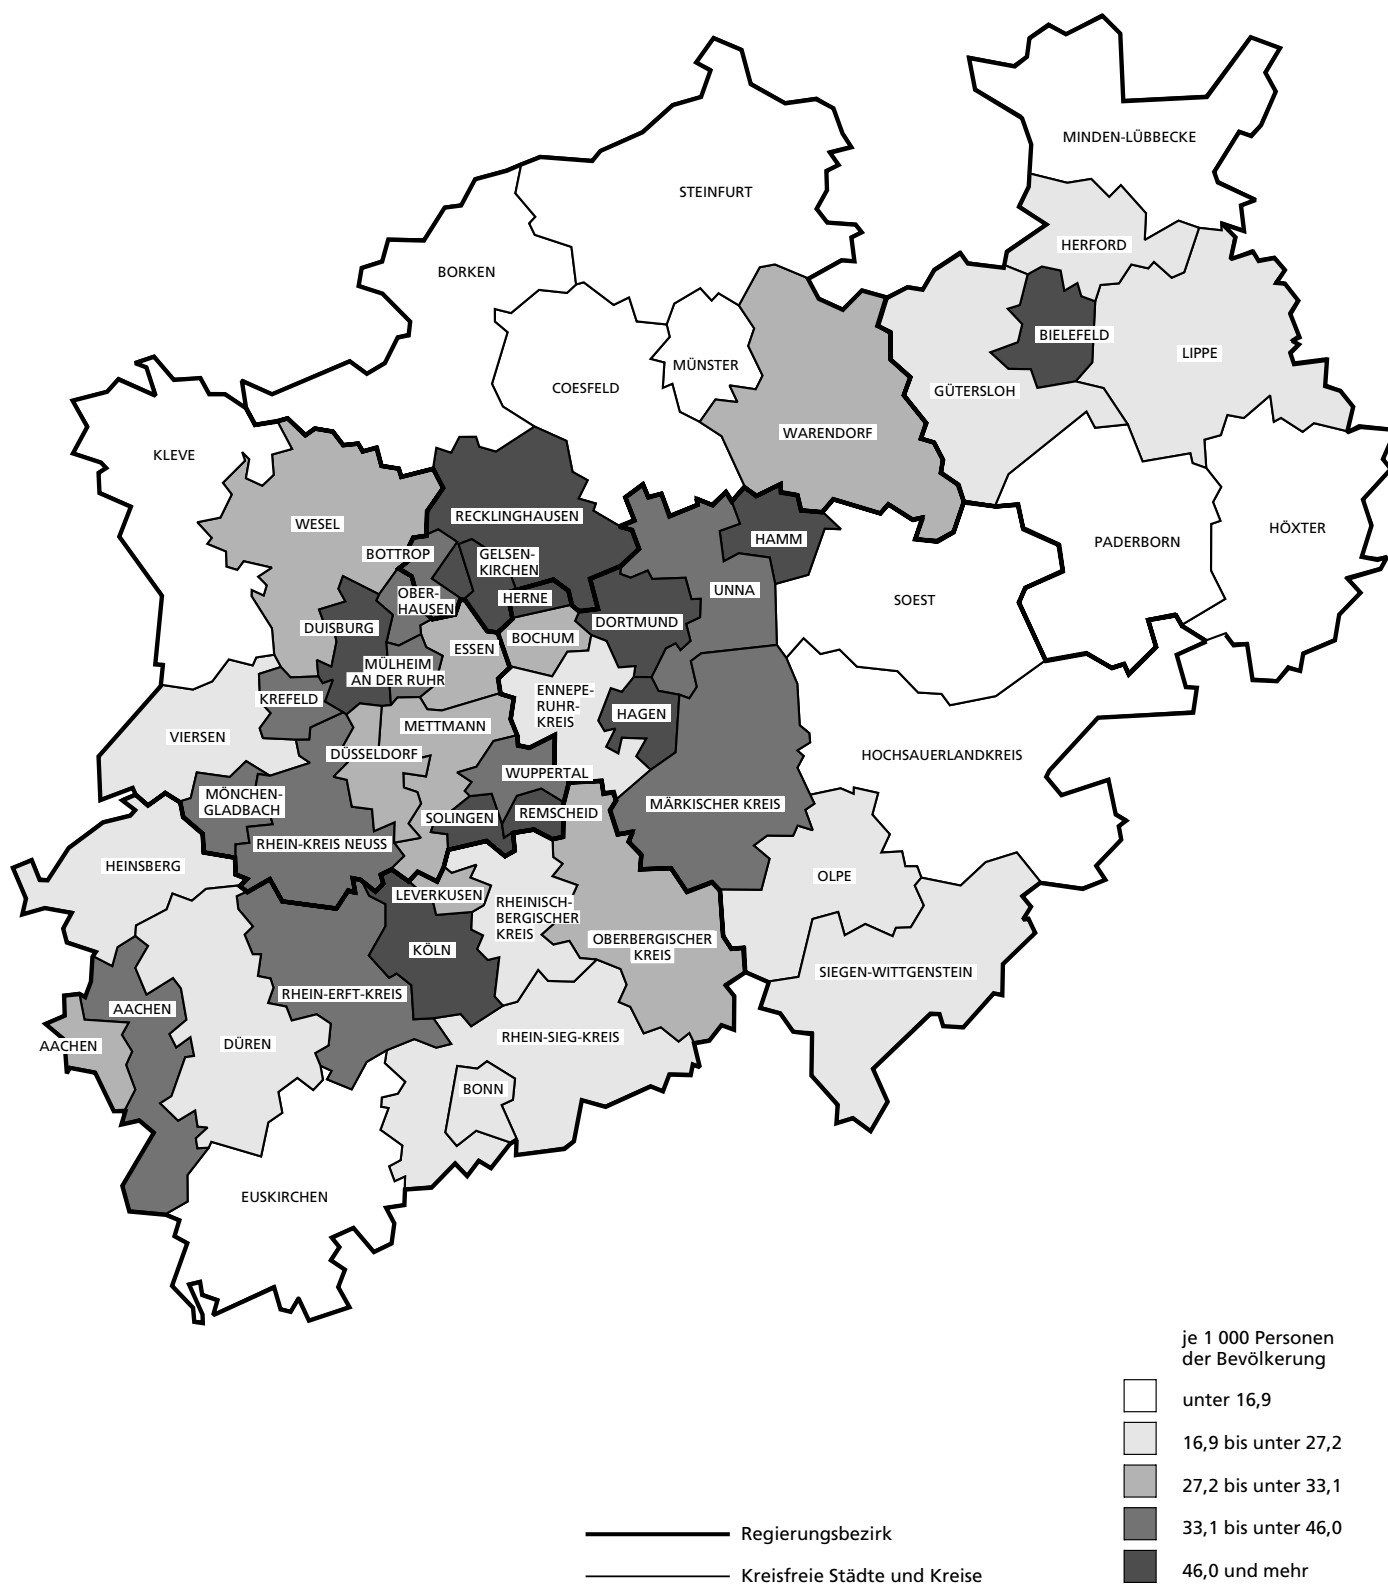 MINDEN-LÜBBECKE
STEINFURT
HERFORD
BORKEN
BIELEFELD
LIPPE
MÜNSTER
COESFELD
GÜTERSLOH
WARENDORF
KLEVE
RECKLINGHAUSEN
WESEL
HÖXTER
HAMM
PADERBORN
BOTTROP
GELSEN-
KIRCHEN
UNNA
OBER-
HAUSEN
HERNE
SOEST
DORTMUND
DUISBURG
BOCHUM
ESSEN
MÜLHEIM
AN DER RUHR
ENNEPE-
RUHR-
KREIS
KREFELD
HAGEN
METTMANN
VIERSEN
DÜSSELDORF
HOCHSAUERLANDKREIS
WUPPERTAL
MÖNCHEN-
GLADBACH
MÄRKISCHER KREIS
REMSCHEID
SOLINGEN
RHEIN-KREIS NEUSS
HEINSBERG
OLPE
LEVERKUSEN
RHEINISCH-
BERGISCHER
KREIS
OBERBERGISCHER
KREIS
KÖLN
SIEGEN-WITTGENSTEIN
RHEIN-ERFT-KREIS
AACHEN
RHEIN-SIEG-KREIS
AACHEN
DÜREN
BONN
EUSKIRCHEN
je 1 000 Personen
der Bevölkerung
unter 16,9
16,9 bis unter 27,2
27,2 bis unter 33,1
33,1 bis unter 46,0
46,0 und mehr
Regierungsbezirk
Kreisfreie Städte und Kreise